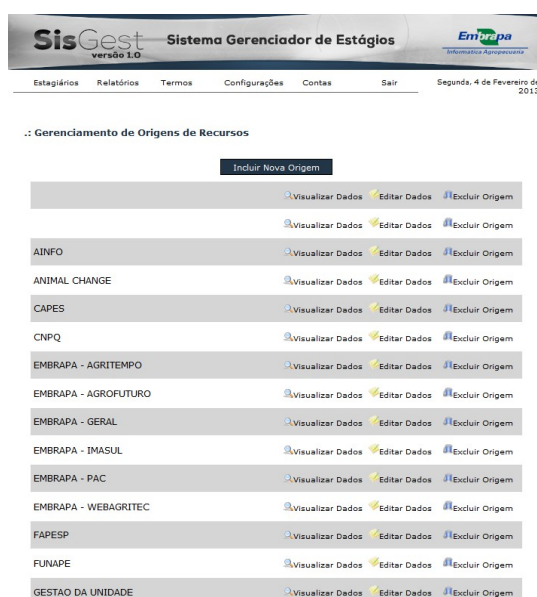 SisGest
versão 1.0
Sistema Gerenciador de Estágios
Embrapa
Informática Agropecuária
Estagiários Relatórios Termos Configurações Contas Sair Segunda, 4 de Fevereiro de
2013
.: Gerenciamento de Origens de Recursos
Incluir Nova Origem
Visualizar Dados Editar Dados Excluir Origem
Visualizar Dados Editar Dados Excluir Origem
AINFO Visualizar Dados Editar Dados Excluir Origem
ANIMAL CHANGE Visualizar Dados Editar Dados Excluir Origem
CAPES Visualizar Dados Editar Dados Excluir Origem
CNPQ Visualizar Dados Editar Dados Excluir Origem
EMBRAPA - AGRITEMPO Visualizar Dados Editar Dados Excluir Origem
EMBRAPA - AGROFUTURO Visualizar Dados Editar Dados Excluir Origem
EMBRAPA - GERAL Visualizar Dados Editar Dados Excluir Origem
EMBRAPA - IMASUL Visualizar Dados Editar Dados Excluir Origem
EMBRAPA - PAC Visualizar Dados Editar Dados Excluir Origem
EMBRAPA - WEBAGRITEC Visualizar Dados Editar Dados Excluir Origem
FAPESP Visualizar Dados Editar Dados Excluir Origem
FUNAPE Visualizar Dados Editar Dados Excluir Origem
GESTAO DA UNIDADE Visualizar Dados Editar Dados Excluir Origem